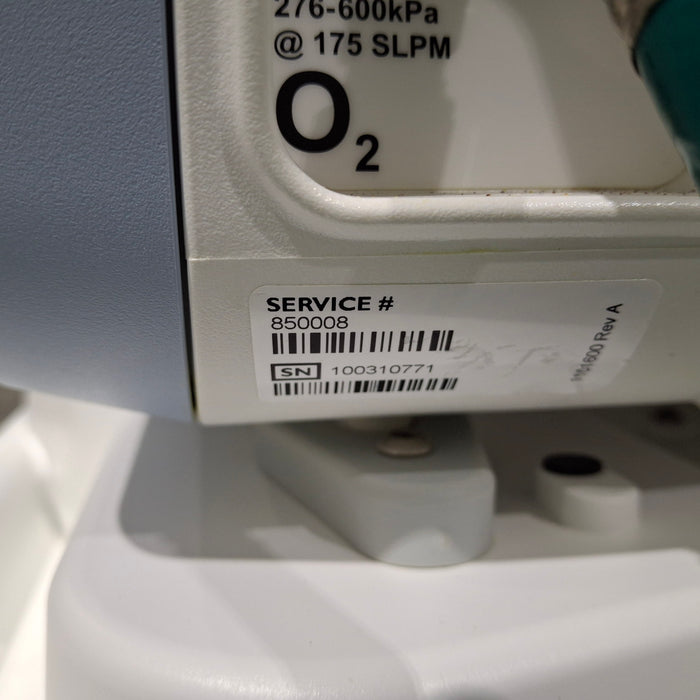 276-600kPa
@ 175 SLPM
O2
SERVICE #
850008
SN 100310771
Rev A